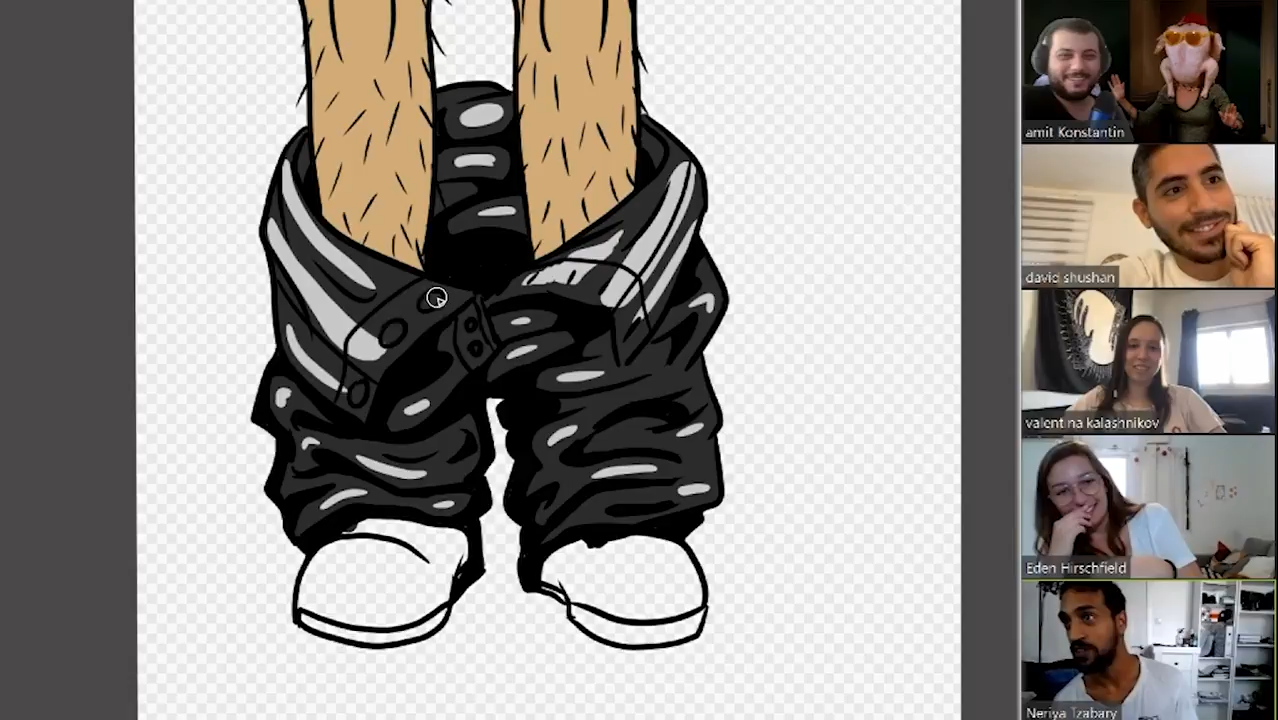 amit Konstantin
david shushan
valentina kalashnikov
Eden Hirschfield
Neriya Tzabary